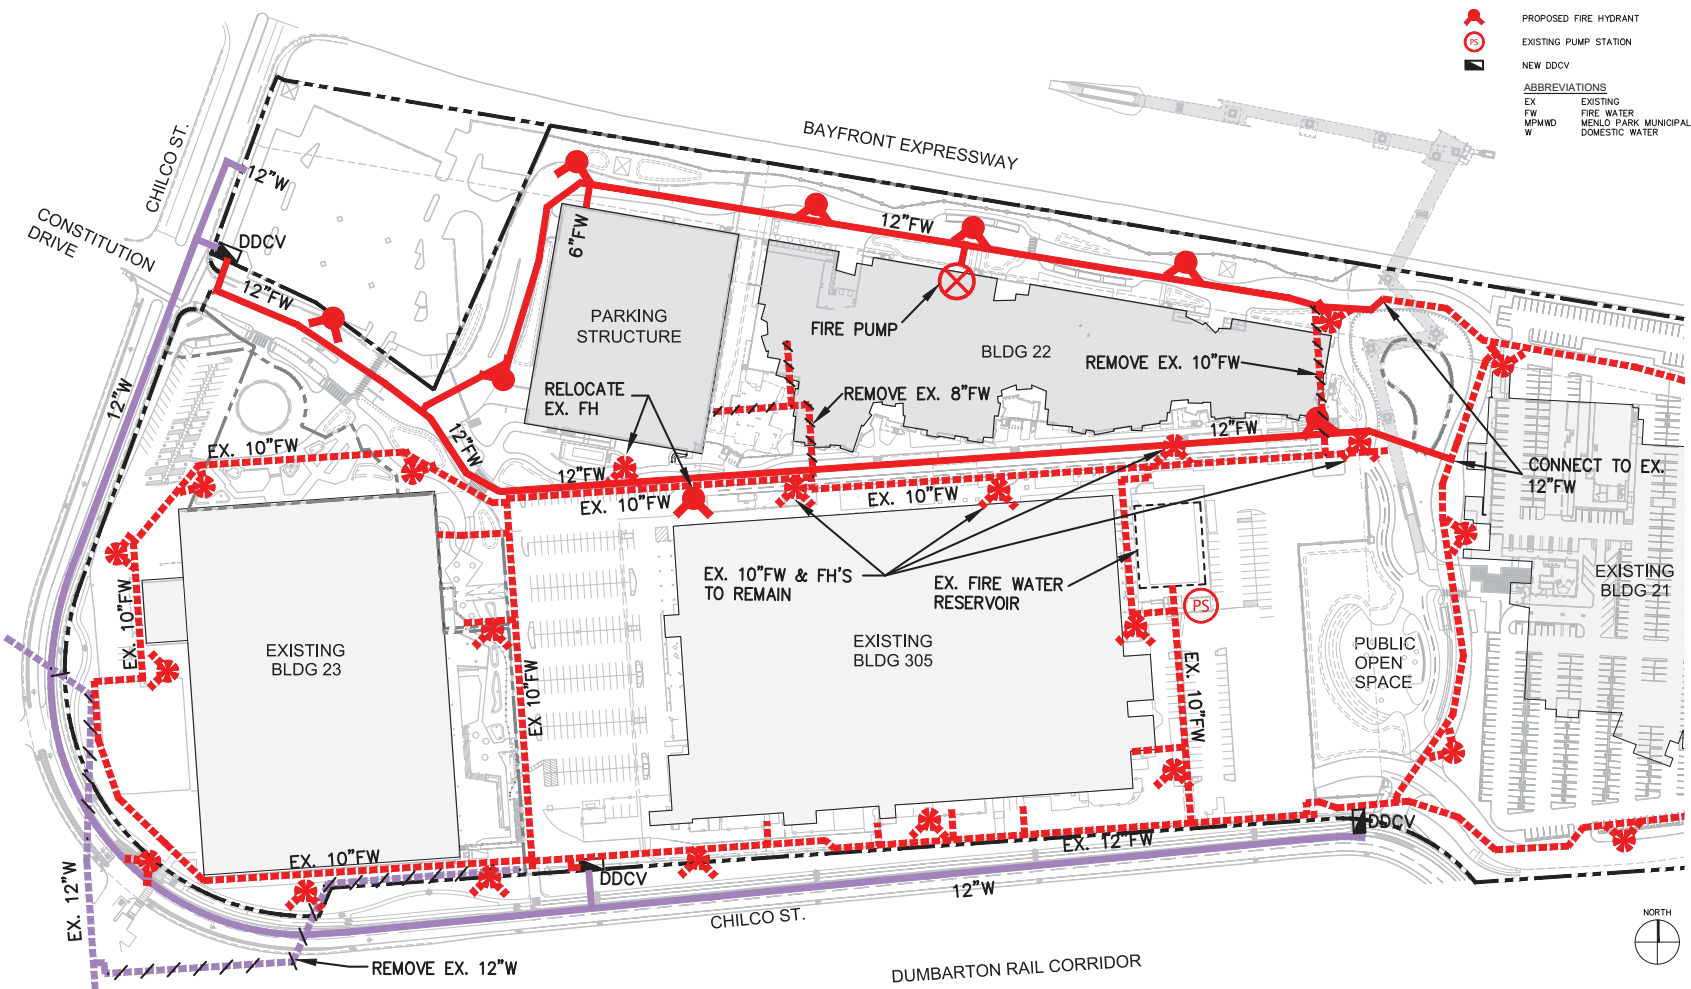 PROPOSED FIRE HYDRANT
PS
EXISTING PUMP STATION
NEW DDCV
ABBREVIATIONS
EX EXISTING
FW FIRE WATER
MPMWD MENLO PARK MUNICIPAL
W DOMESTIC WATER
BAYFRONT EXPRESSWAY
CHILCO ST.
CONSTITUTION
DRIVE
12"W
DDCV
12"FW
6"FW
12"FW
PARKING
STRUCTURE
FIRE PUMP
BLDG 22
REMOVE EX. 10"FW
RELOCATE
EX. FH
REMOVE EX. 8"FW
12"W
12"FW
12"FW
EX. 10"FW
12"FW
EX. 10"FW
EX. 10"FW
CONNECT TO EX.
12"FW
EX. 10"FW & FH'S
TO REMAIN
EX. FIRE WATER
RESERVOIR
PS
EXISTING
BLDG 21
EX. 10"FW
EXISTING
BLDG 23
EX 10"FW
EXISTING
BLDG 305
EX. 10"FW
PUBLIC
OPEN
SPACE
DDCV
EX. 12"FW
EX. 10"FW
DDCV
12"W
EX. 12"W
CHILCO ST.
REMOVE EX. 12"W
DUMBARTON RAIL CORRIDOR
NORTH